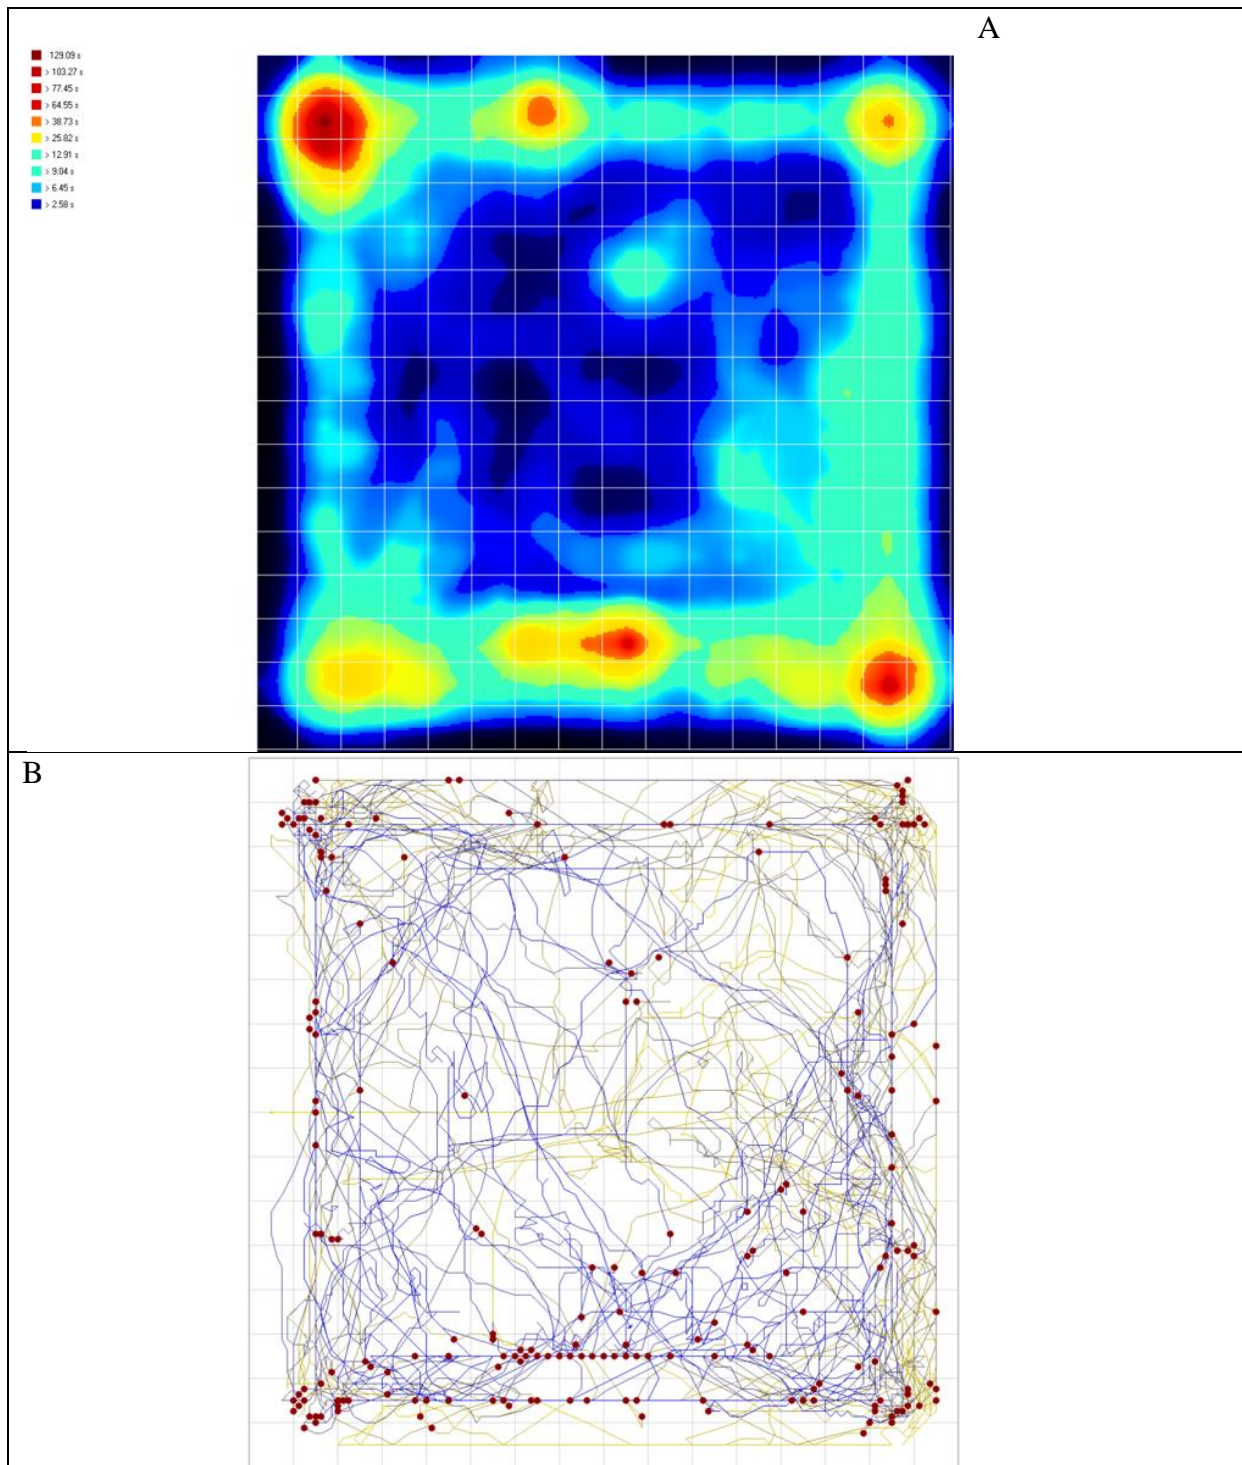 A
129.09 s
> 103.27 s
> 77.45 s
> 64.55 s
> 38.73 s
> 25.82 s
> 12.91 s
> 9.04 s
> 6.45 s
> 2.58 s
B